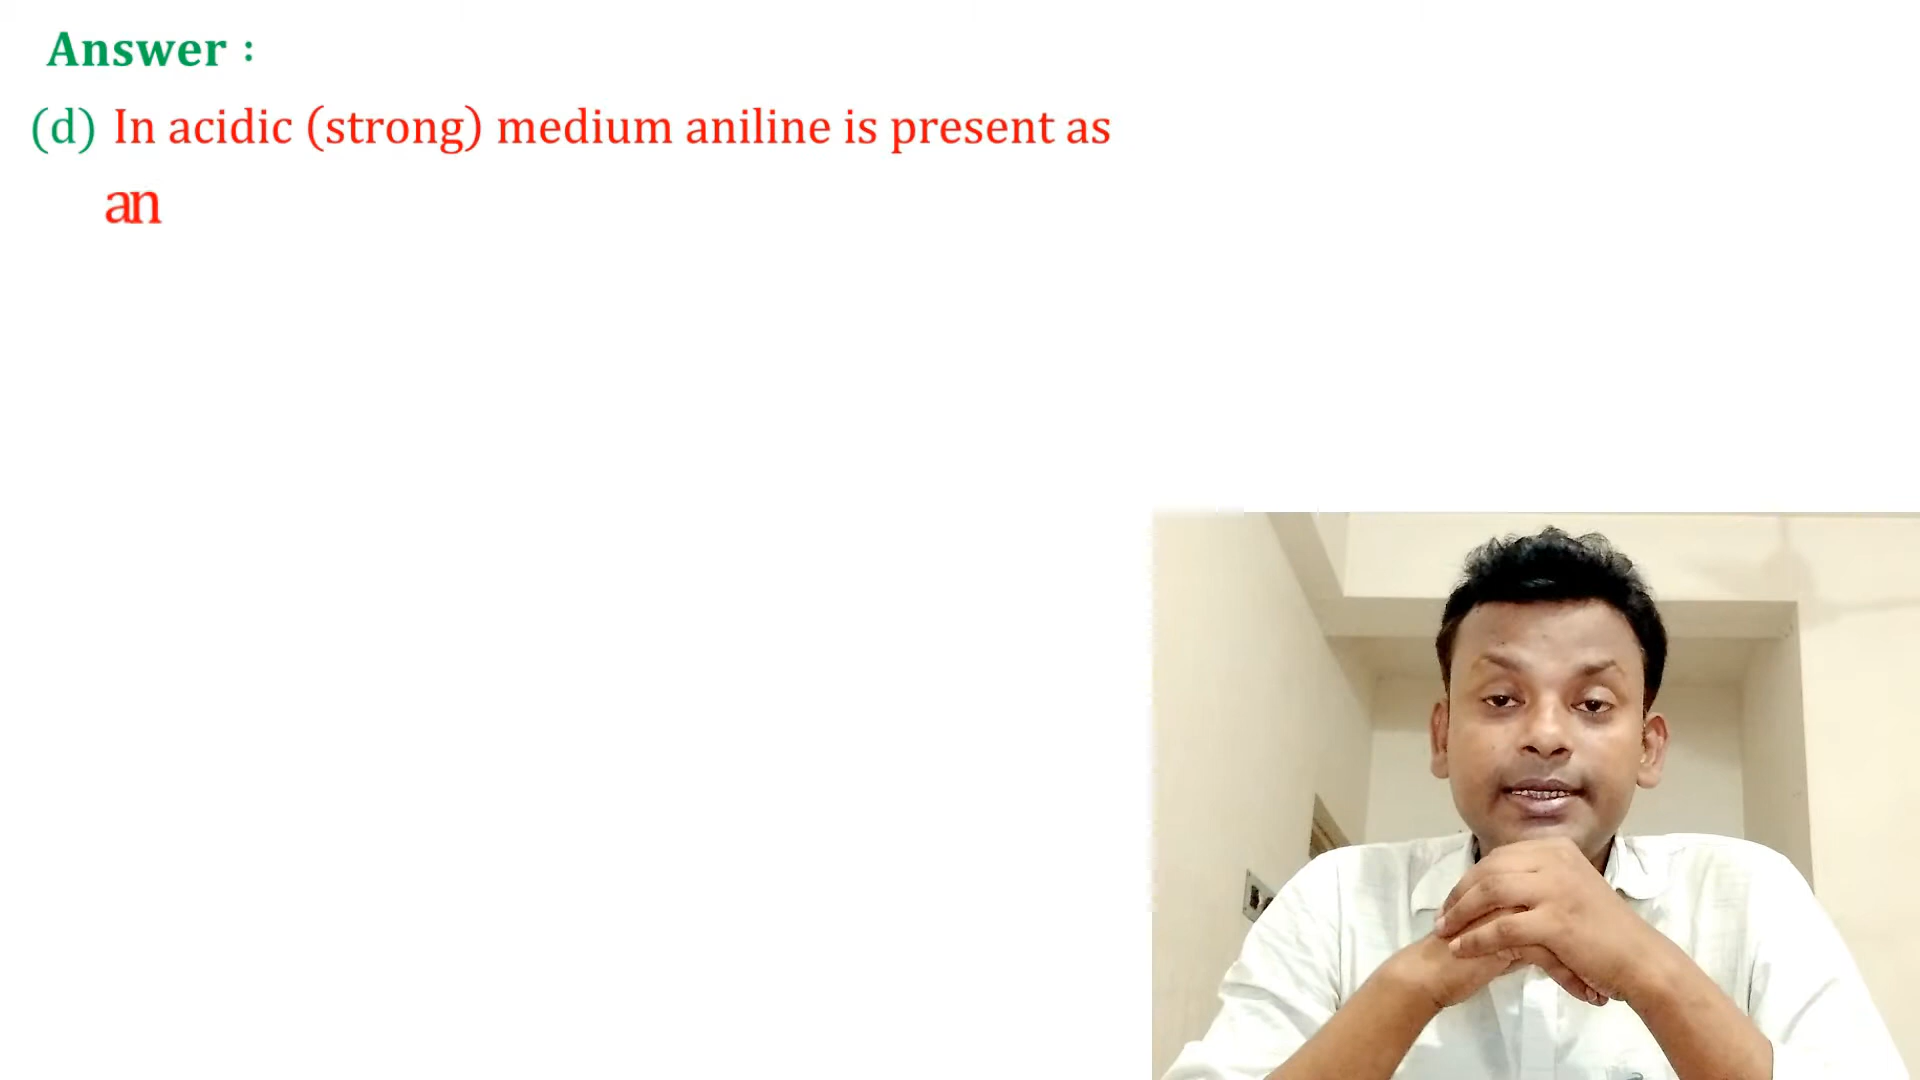 Answer :
(d) In acidic (strong) medium aniline is present as
an